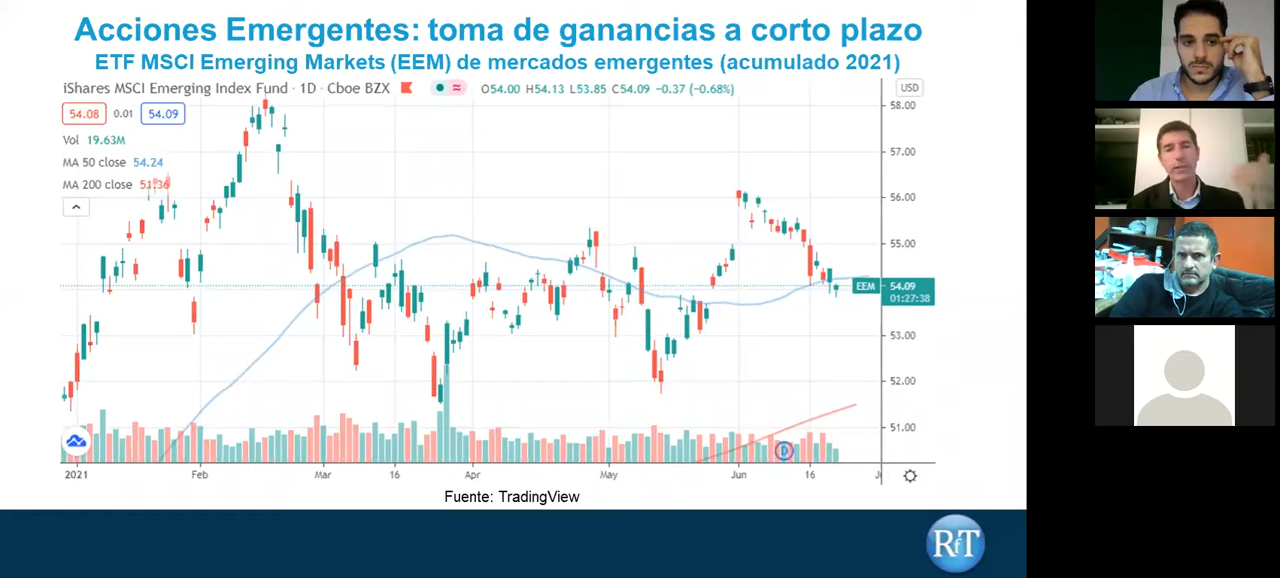 Acciones Emergentes: toma de ganancias a corto plazo
ETF MSCI Emerging Markets (EEM) de mercados emergentes (acumulado 2021)
iShares MSCI Emerging Index Fund · 1D · Cboe BZX O54.00 H54.13 L53.85 C54.09 −0.37 (−0.68%) USD
54.08 0.01 54.09
Vol 19.63M
MA 50 close 54.24
MA 200 close 51.36
58.00
57.00
56.00
55.00
EEM 54.09
01:27:38
53.00
52.00
51.00
D
2021 Feb Mar 16 Apr May Jun 16
Fuente: TradingView
RfT